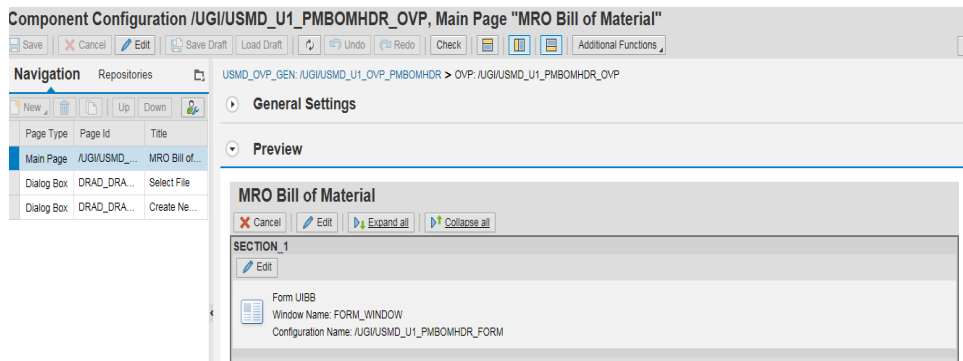 Component Configuration /UGI/USMD_U1_PMBOMHDR_OVP, Main Page "MRO Bill of Material"
Save Cancel Edit Save Draft Load Draft Undo Redo Check Additional Functions
Navigation Repositories
USMD_OVP_GEN: /UGI/USMD_U1_OVP_PMBOMHDR > OVP: /UGI/USMD_U1_PMBOMHDR_OVP
New Up Down
General Settings
Page Type Page Id Title
Main Page /UGI/USMD_... MRO Bill of...
Preview
Dialog Box DRAD_DRA... Select File
Dialog Box DRAD_DRA... Create Ne...
MRO Bill of Material
Cancel Edit Expand all Collapse all
SECTION_1
Edit
Form UIBB
Window Name: FORM_WINDOW
Configuration Name: /UGI/USMD_U1_PMBOMHDR_FORM